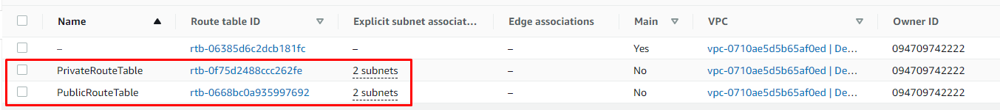 Name Route table ID Explicit subnet associat... Edge associations Main VPC Owner ID
– rtb-06385d6c2dcb181fc – – Yes vpc-0710ae5d5b65af0ed | De... 094709742222
PrivateRouteTable rtb-0f75d2488ccc262fe 2 subnets – No vpc-0710ae5d5b65af0ed | De... 094709742222
PublicRouteTable rtb-0668bc0a935997692 2 subnets – No vpc-0710ae5d5b65af0ed | De... 094709742222